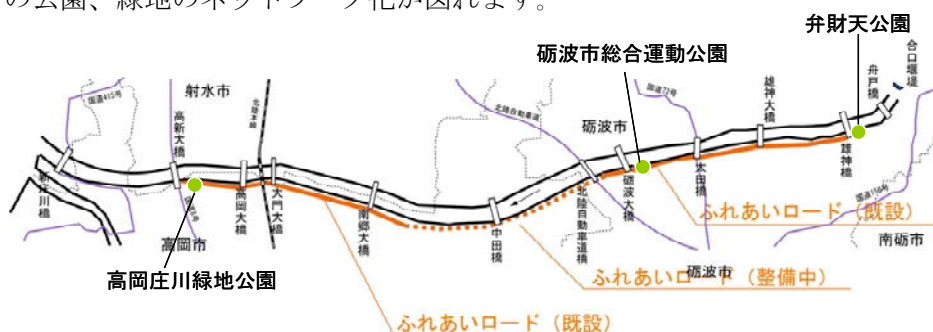 の公園、緑地のネットワーク化が図れます。
弁財天公園
砺波市総合運動公園
合口堰堤
舟戸橋
雄神大橋
国道415号
射水市
北陸本線
高新大橋
北陸自動車道
砺波市
新庄川橋
高岡大橋
大門大橋
南郷大橋
中田橋
北陸自動車道橋
砺波大橋
太田橋
雄神橋
国道156号
ふれあいロード（既設）
南砺市
高岡市
砺波市
高岡庄川緑地公園
ふれあいロード（整備中）
ふれあいロード（既設）